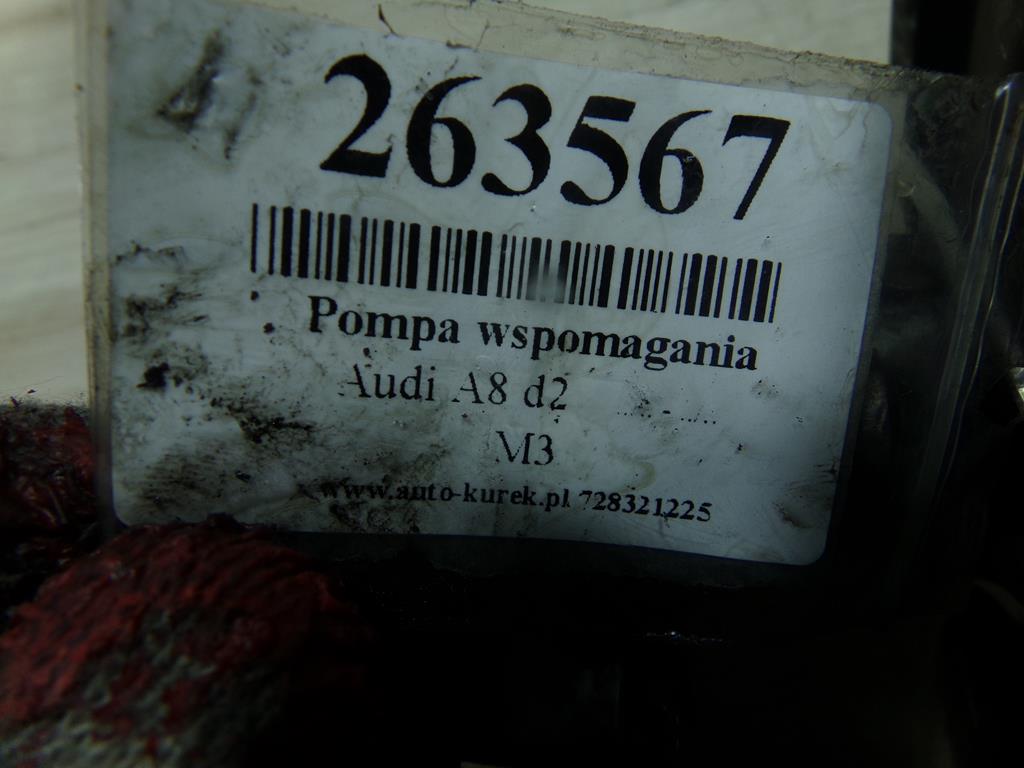 263567
Pompa wspomagania
Audi A8 d2
M3
www.auto-kurek.pl 728321225